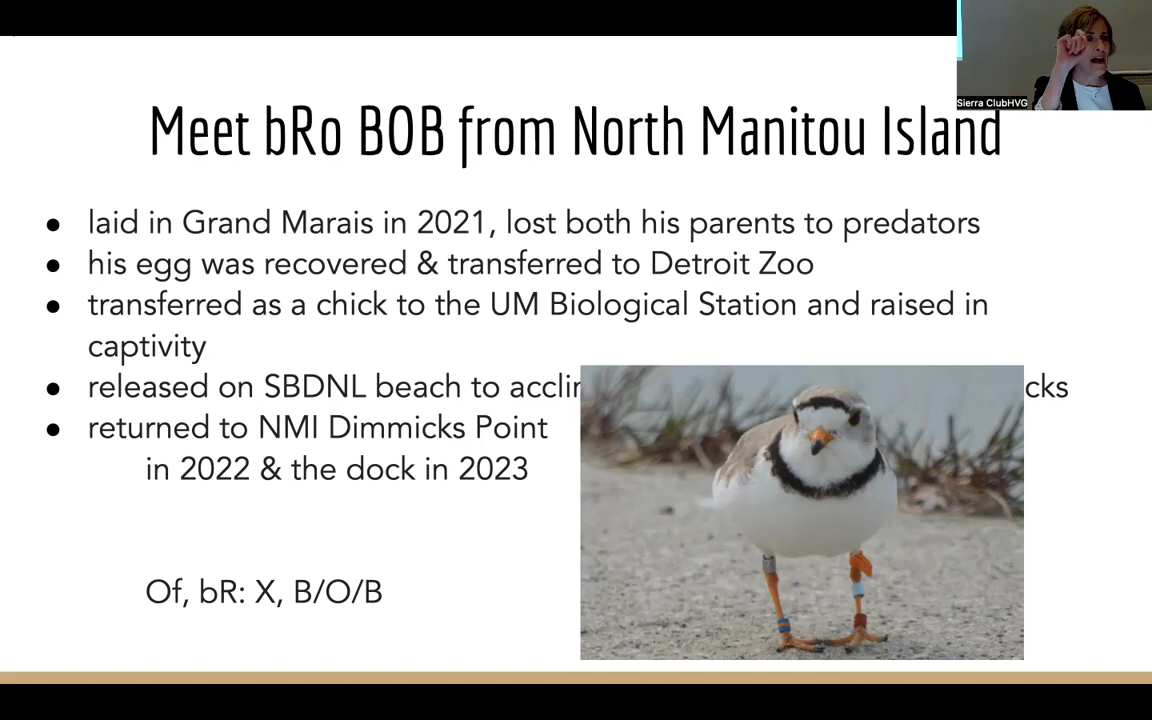 Sierra ClubHVG
Meet bRo BOB from North Manitou Island
● laid in Grand Marais in 2021, lost both his parents to predators
● his egg was recovered & transferred to Detroit Zoo
● transferred as a chick to the UM Biological Station and raised in
captivity
● released on SBDNL beach to
● returned to NMI Dimmicks Point
in 2022 & the dock in 2023
Of, bR: X, B/O/B